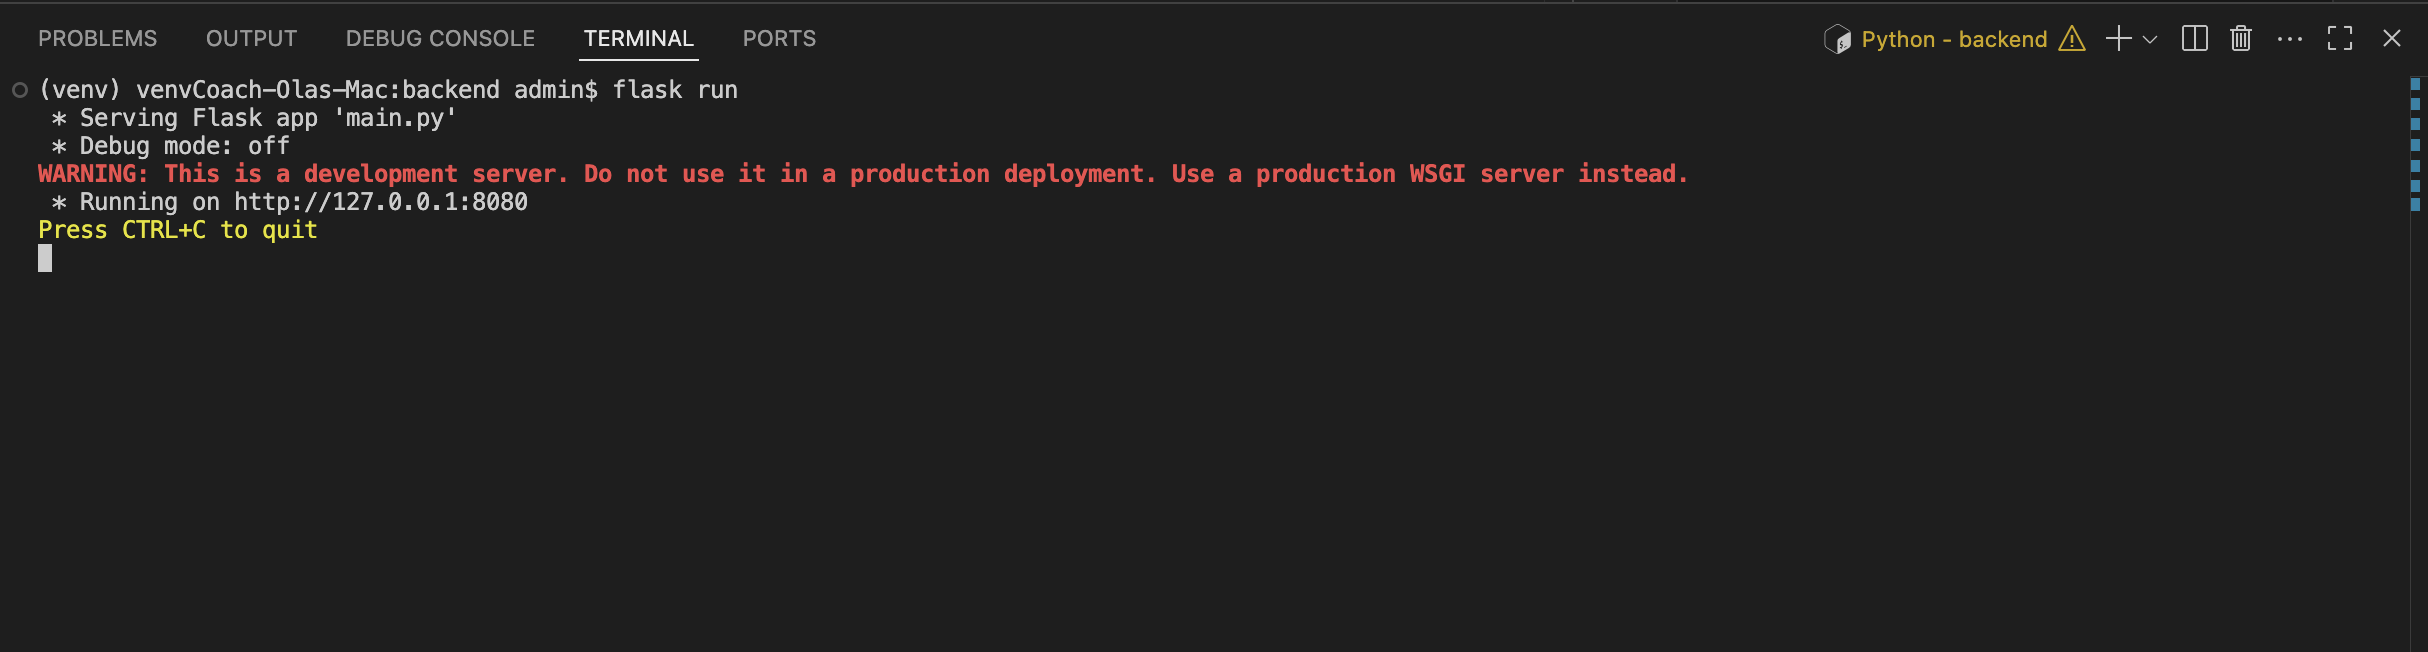 PROBLEMS OUTPUT DEBUG CONSOLE TERMINAL PORTS Python - backend
(venv) venvCoach-Olas-Mac:backend admin$ flask run
* Serving Flask app 'main.py'
* Debug mode: off
WARNING: This is a development server. Do not use it in a production deployment. Use a production WSGI server instead.
* Running on http://127.0.0.1:8080
Press CTRL+C to quit